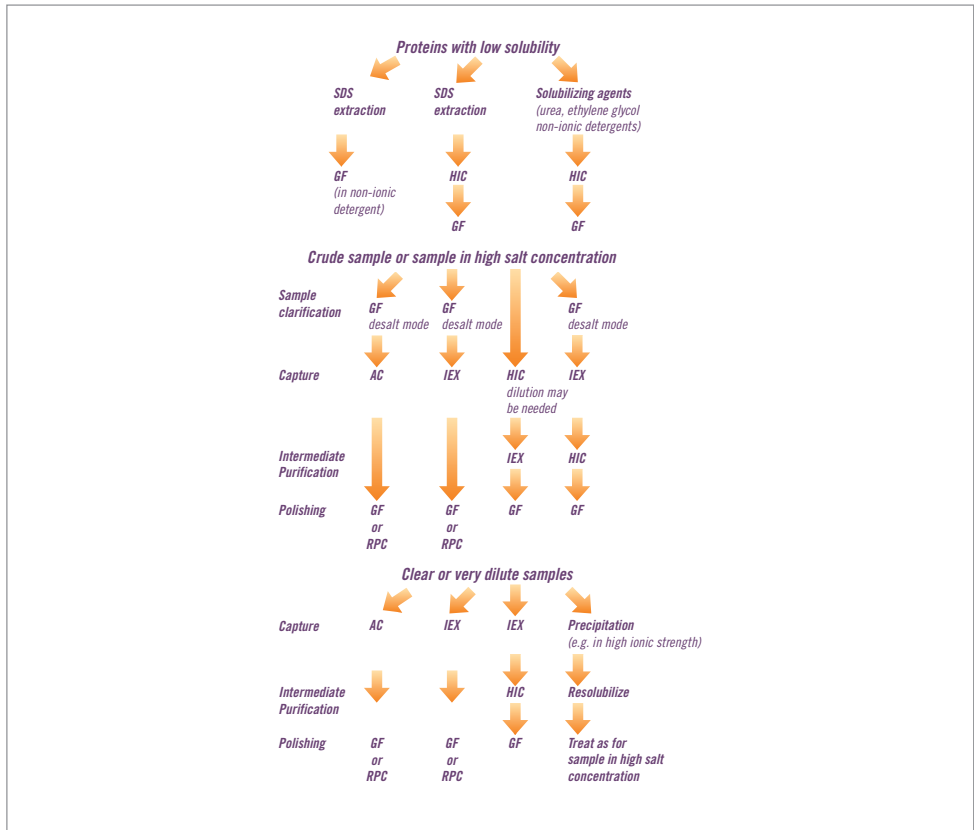 Proteins with low solubility
SDS extraction
SDS extraction
Solubilizing agents
(urea, ethylene glycol
non-ionic detergents)
GF
(in non-ionic
detergent)
HIC
HIC
GF
GF
Crude sample or sample in high salt concentration
Sample
clarification
GF
desalt mode
GF
desalt mode
GF
desalt mode
Capture
AC
IEX
HIC
dilution may
be needed
IEX
Intermediate
Purification
IEX
HIC
Polishing
GF
or
RPC
GF
or
RPC
GF
GF
Clear or very dilute samples
Capture
AC
IEX
IEX
Precipitation
(e.g. in high ionic strength)
Intermediate
Purification
HIC
Resolubilize
Polishing
GF
or
RPC
GF
or
RPC
GF
Treat as for
sample in high salt
concentration